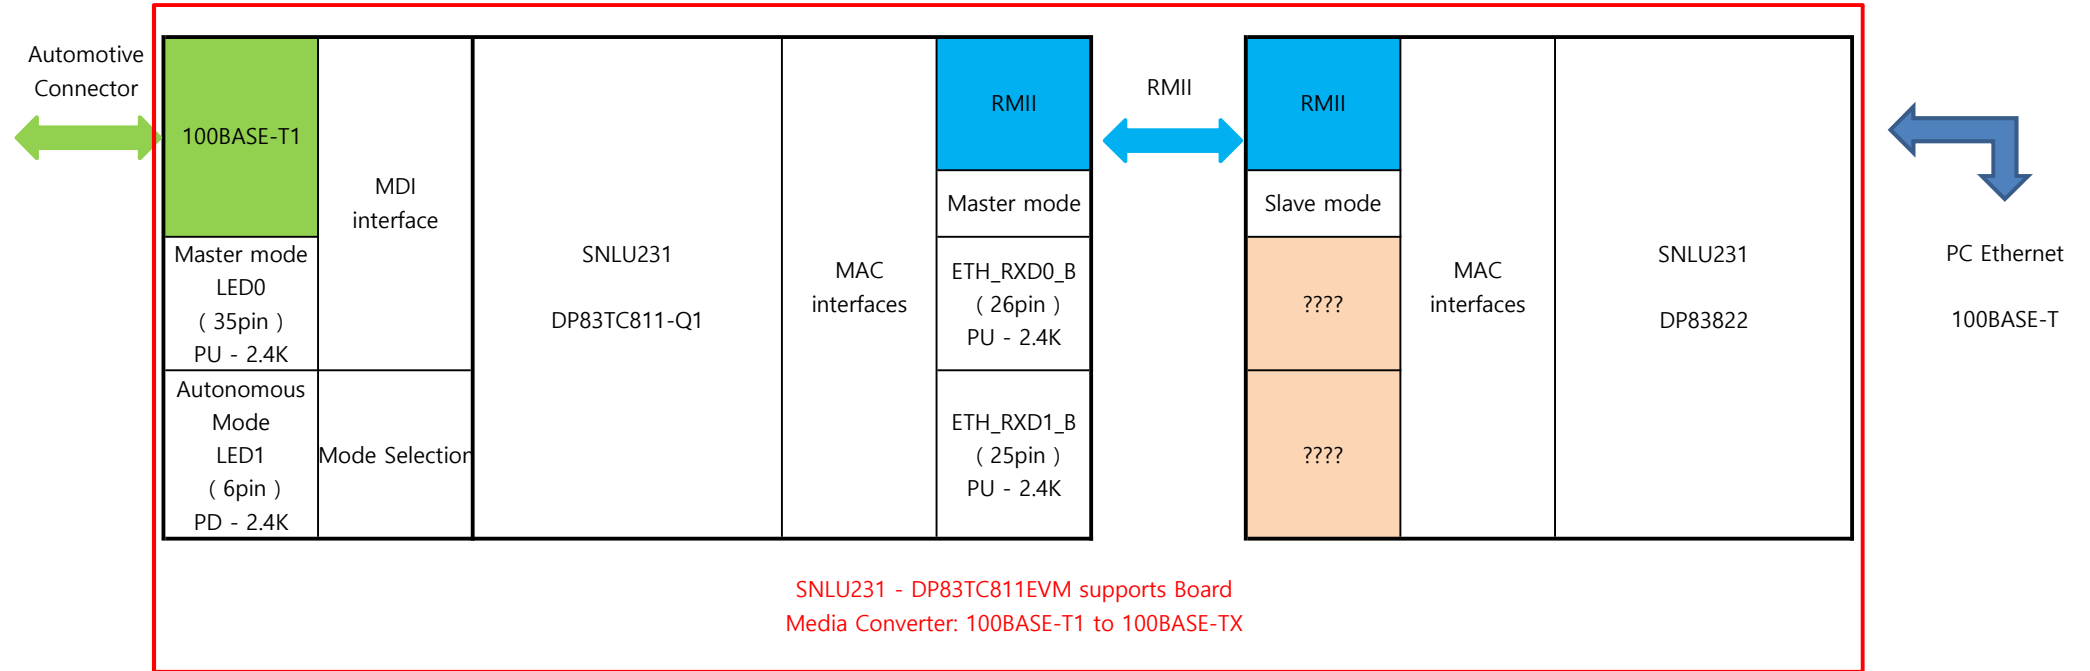 Automotive
Connector
100BASE-T1
Master mode
LED0
( 35pin )
PU - 2.4K
Autonomous
Mode
LED1
( 6pin )
PD - 2.4K
MDI
interface
Mode Selection
SNLU231
DP83TC811-Q1
MAC
interfaces
RMII
Master mode
ETH_RXD0_B
( 26pin )
PU - 2.4K
ETH_RXD1_B
( 25pin )
PU - 2.4K
RMII
RMII
Slave mode
????
????
MAC
interfaces
SNLU231
DP83822
PC Ethernet
100BASE-T
SNLU231 - DP83TC811EVM supports Board
Media Converter: 100BASE-T1 to 100BASE-TX